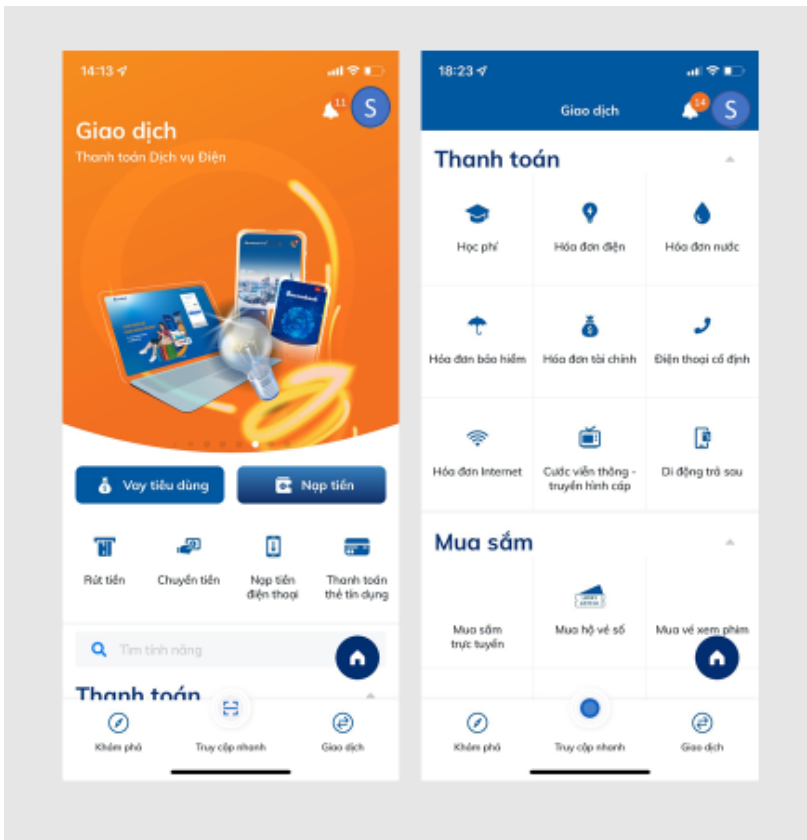 14:13
11
S
Giao dịch
Thanh toán Dịch vụ Điện
Vay tiêu dùng
Nạp tiền
Rút tiền
Chuyển tiền
Nạp tiền
điện thoại
Thanh toán
thẻ tín dụng
Tìm tính năng
Thanh toán
Khám phá
Truy cập nhanh
Giao dịch
18:23
Giao dịch
14
S
Thanh toán
Học phí
Hóa đơn điện
Hóa đơn nước
Hóa đơn bảo hiểm
Hóa đơn tài chính
Điện thoại cố định
Hóa đơn Internet
Cước viễn thông -
truyền hình cáp
Di động trả sau
Mua sắm
Mua sắm
trực tuyến
Mua hộ vé số
Mua vé xem phim
Khám phá
Truy cập nhanh
Giao dịch